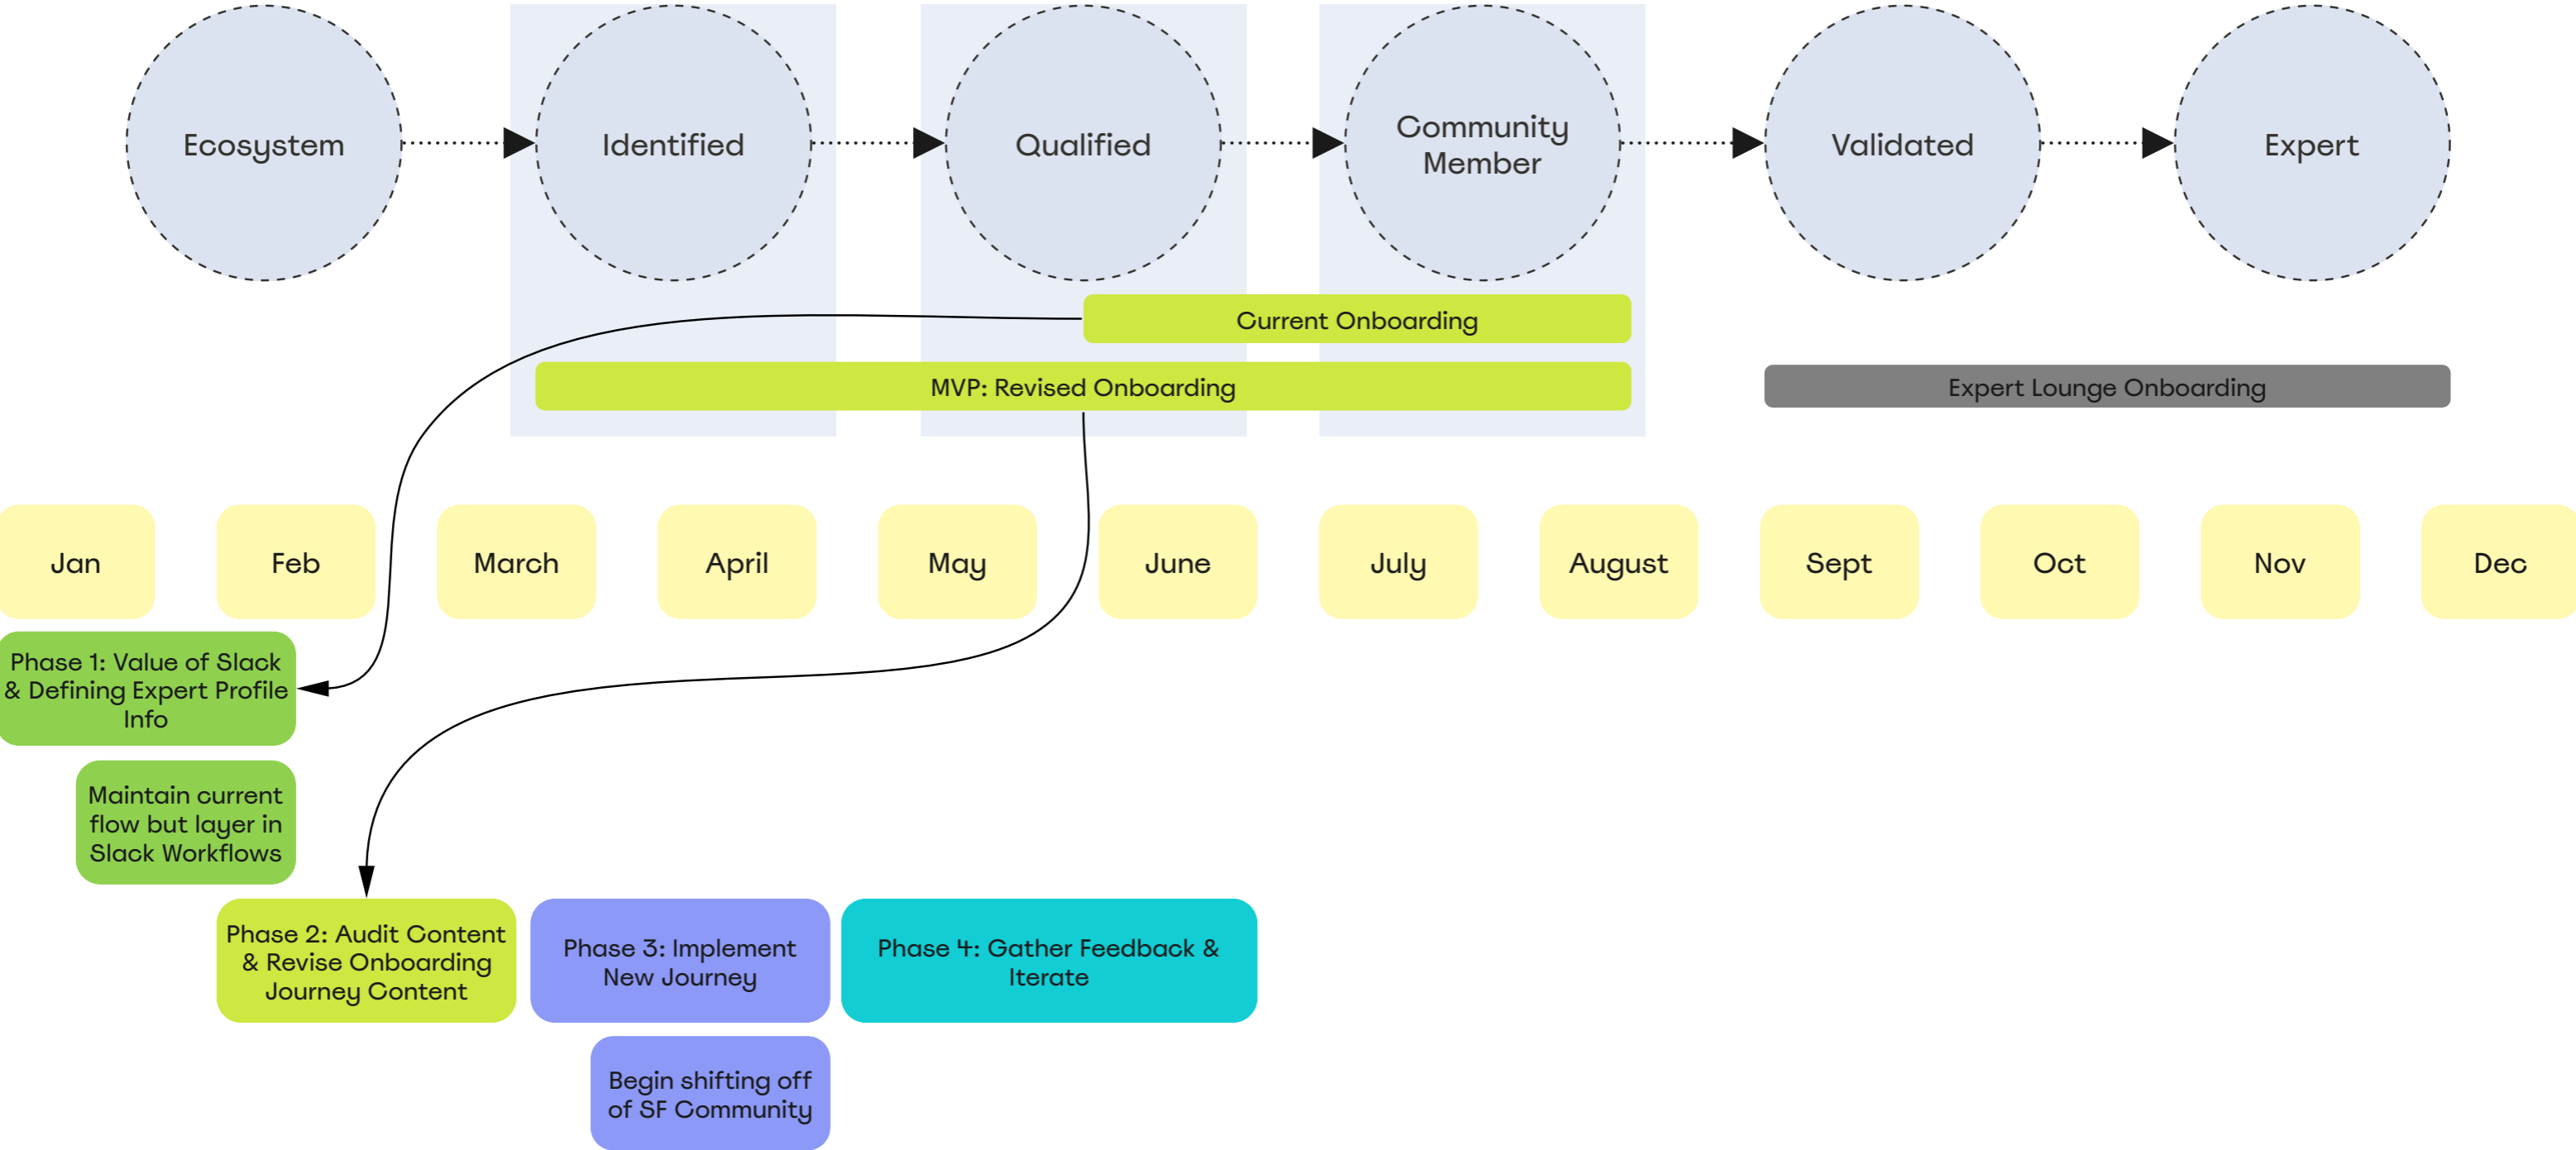 Ecosystem
Identified
Qualified
Community
Member
Validated
Expert
Current Onboarding
MVP: Revised Onboarding
Expert Lounge Onboarding
Jan
Feb
March
April
May
June
July
August
Sept
Oct
Nov
Dec
Phase 1: Value of Slack
& Defining Expert Profile
Info
Maintain current
flow but layer in
Slack Workflows
Phase 2: Audit Content
& Revise Onboarding
Journey Content
Phase 3: Implement
New Journey
Phase 4: Gather Feedback &
Iterate
Begin shifting off
of SF Community